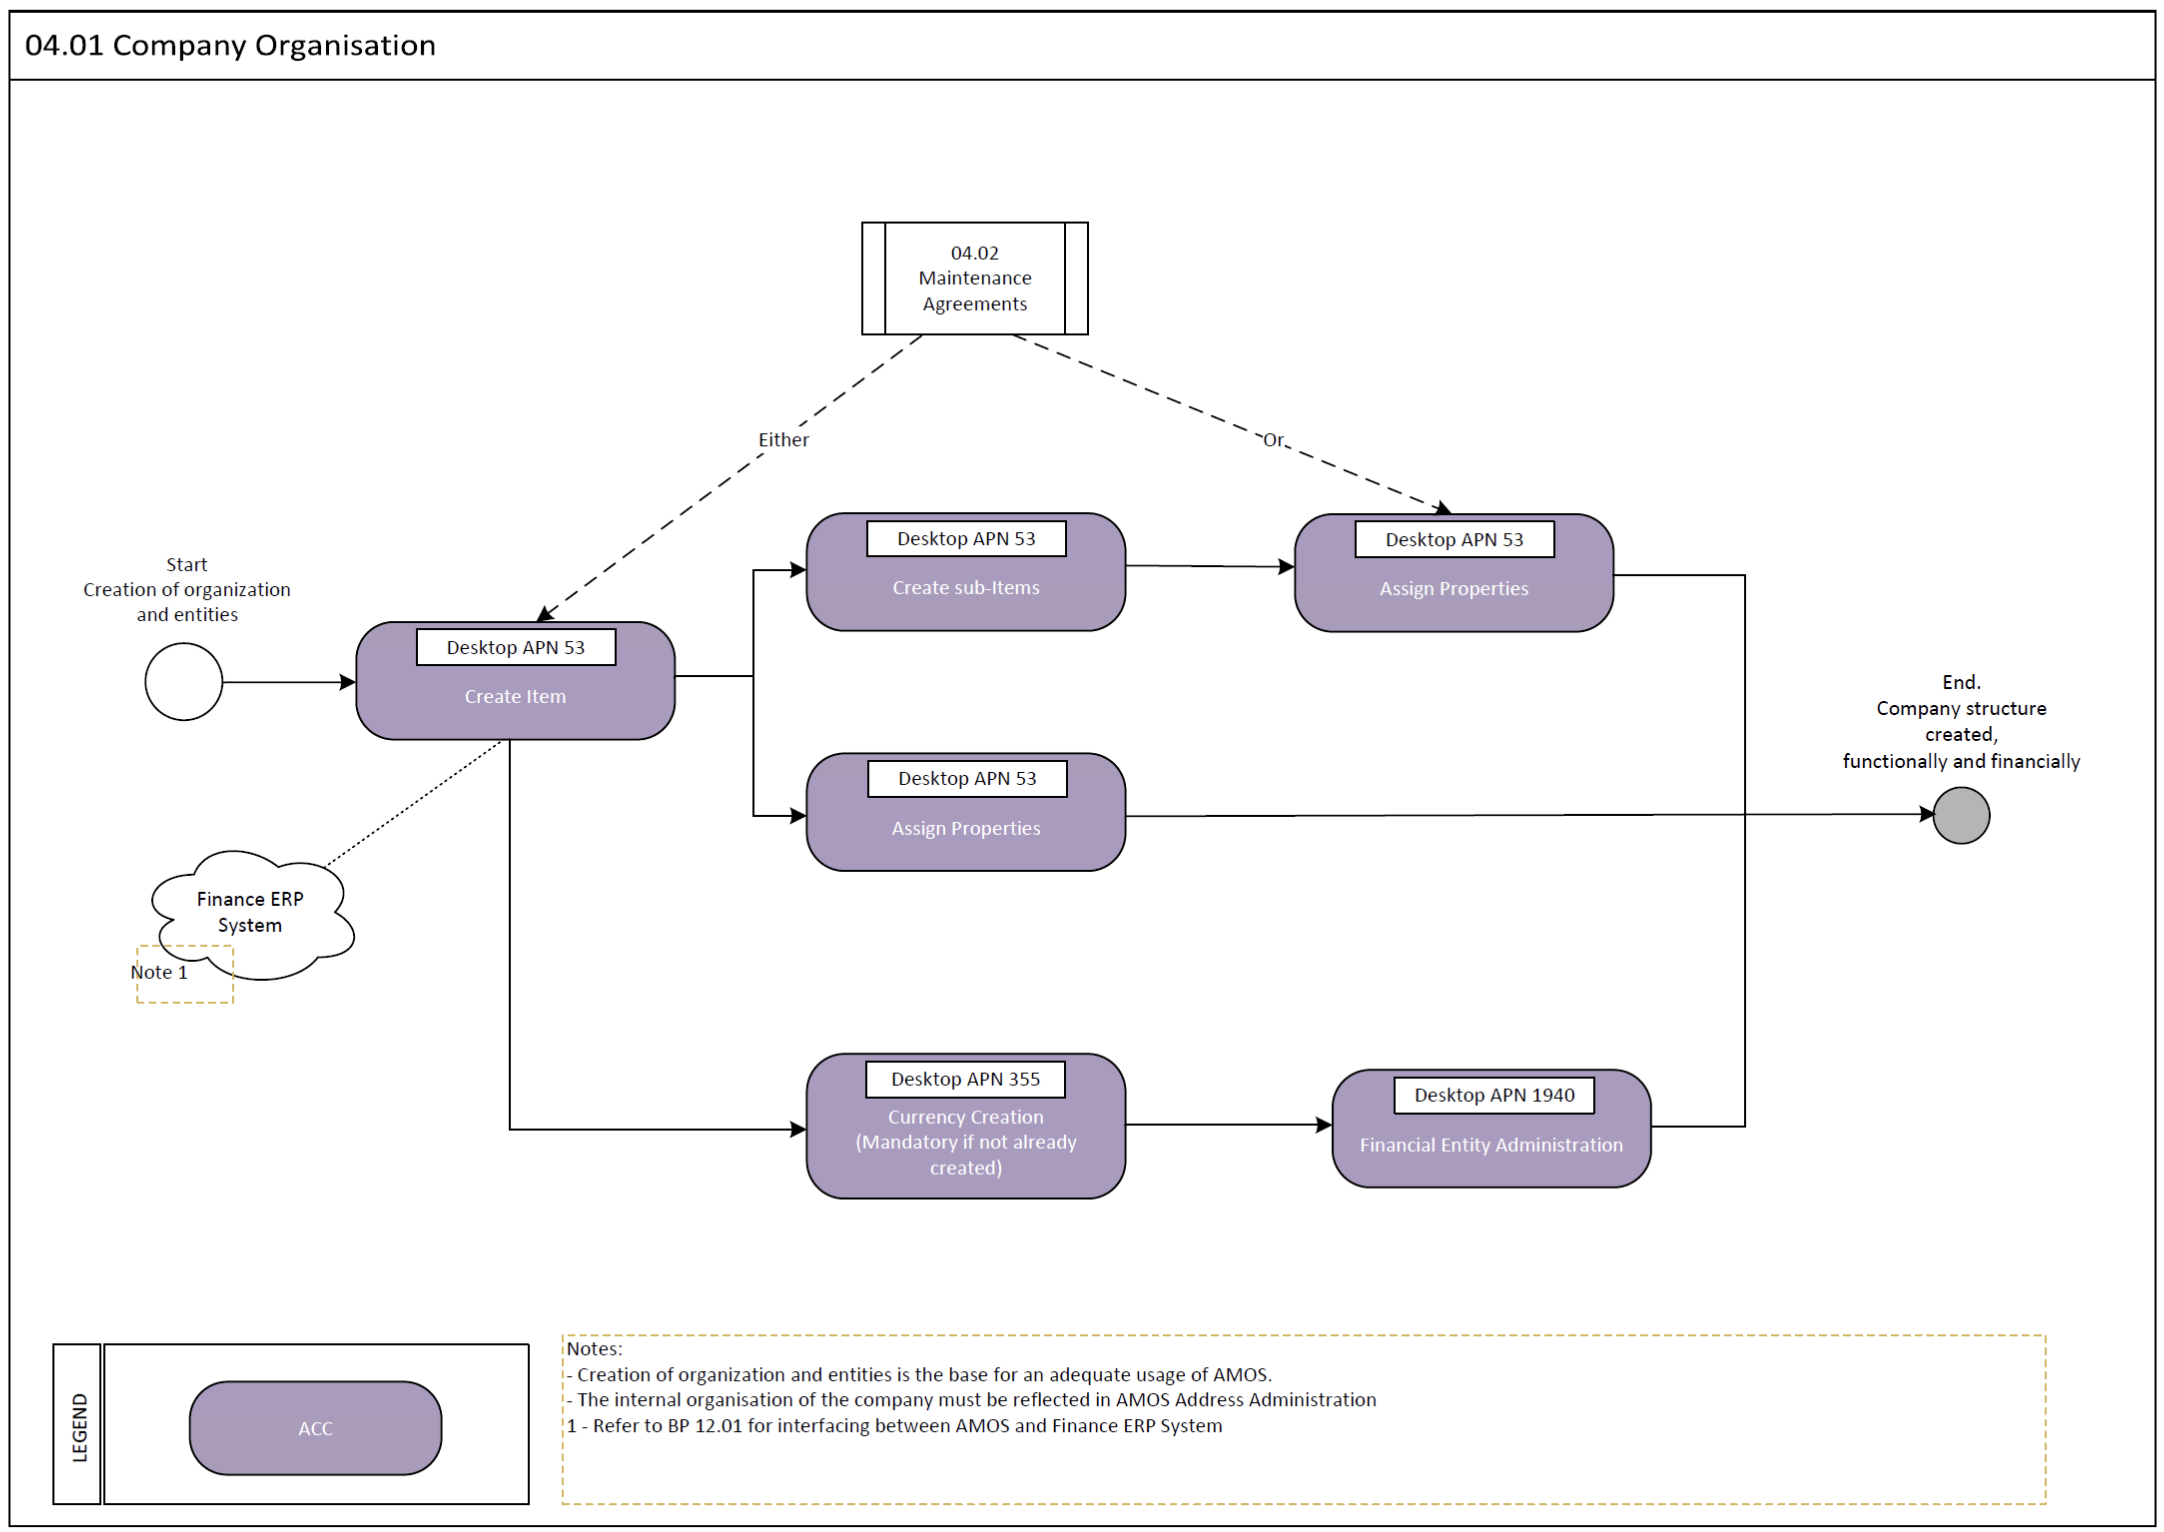 04.01 Company Organisation
04.02
Maintenance
Agreements
Either
Or
Start
Creation of organization
and entities
Desktop APN 53
Create Item
Desktop APN 53
Create sub-Items
Desktop APN 53
Assign Properties
Desktop APN 53
Assign Properties
End.
Company structure
created,
functionally and financially
Finance ERP
System
Note 1
Desktop APN 355
Currency Creation
(Mandatory if not already
created)
Desktop APN 1940
Financial Entity Administration
LEGEND
ACC
Notes:
- Creation of organization and entities is the base for an adequate usage of AMOS.
- The internal organisation of the company must be reflected in AMOS Address Administration
1 - Refer to BP 12.01 for interfacing between AMOS and Finance ERP System